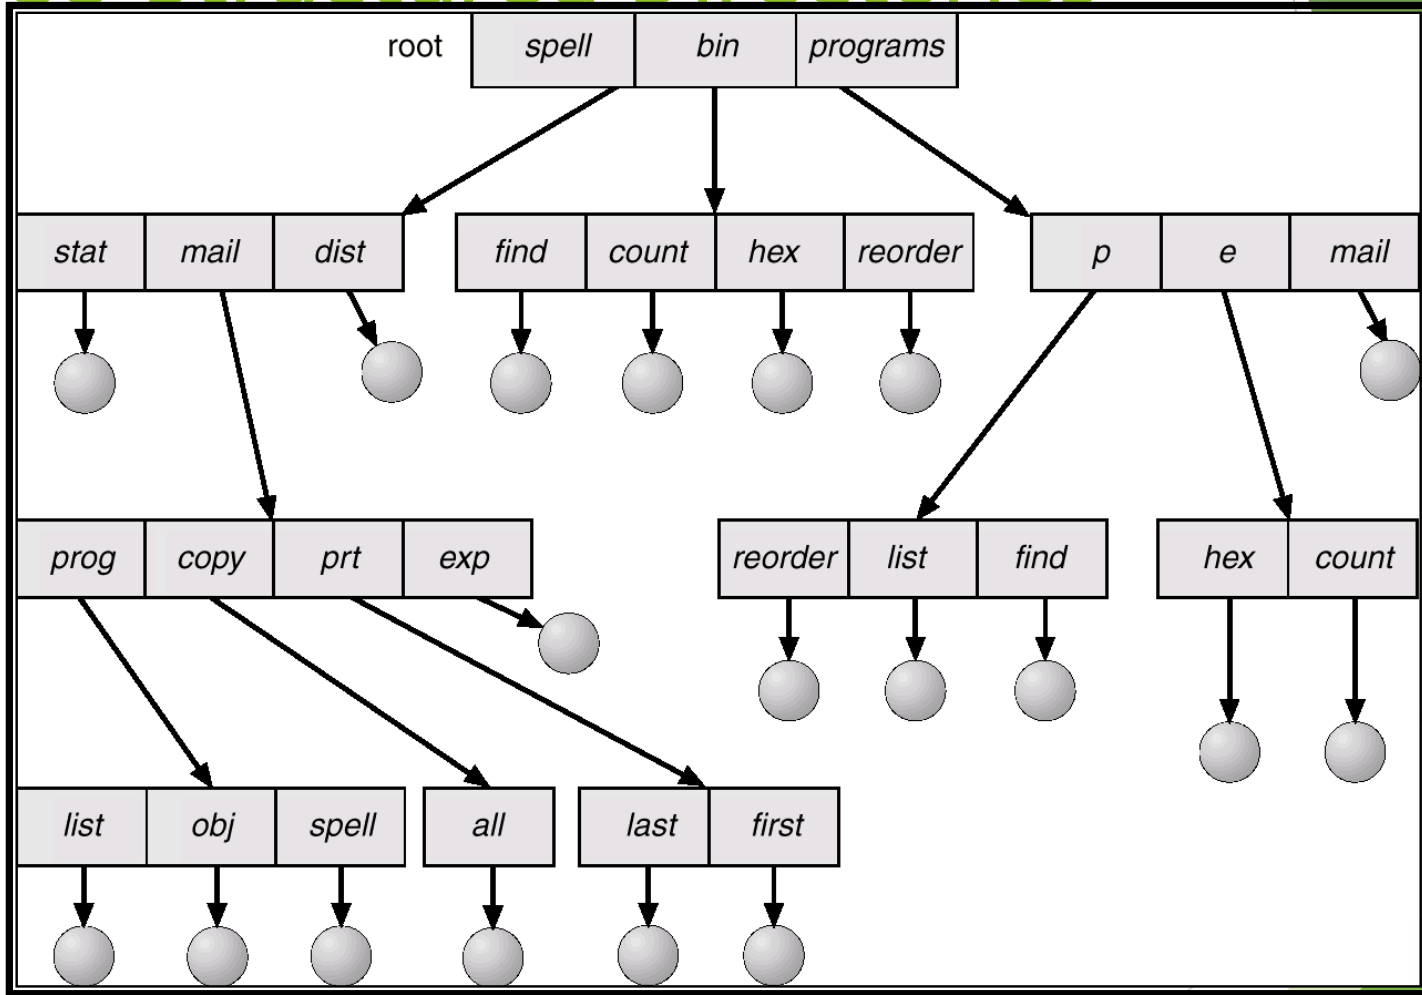 root spell bin programs
stat mail dist find count hex reorder p e mail
prog copy prt exp reorder list find hex count
list obj spell all last first